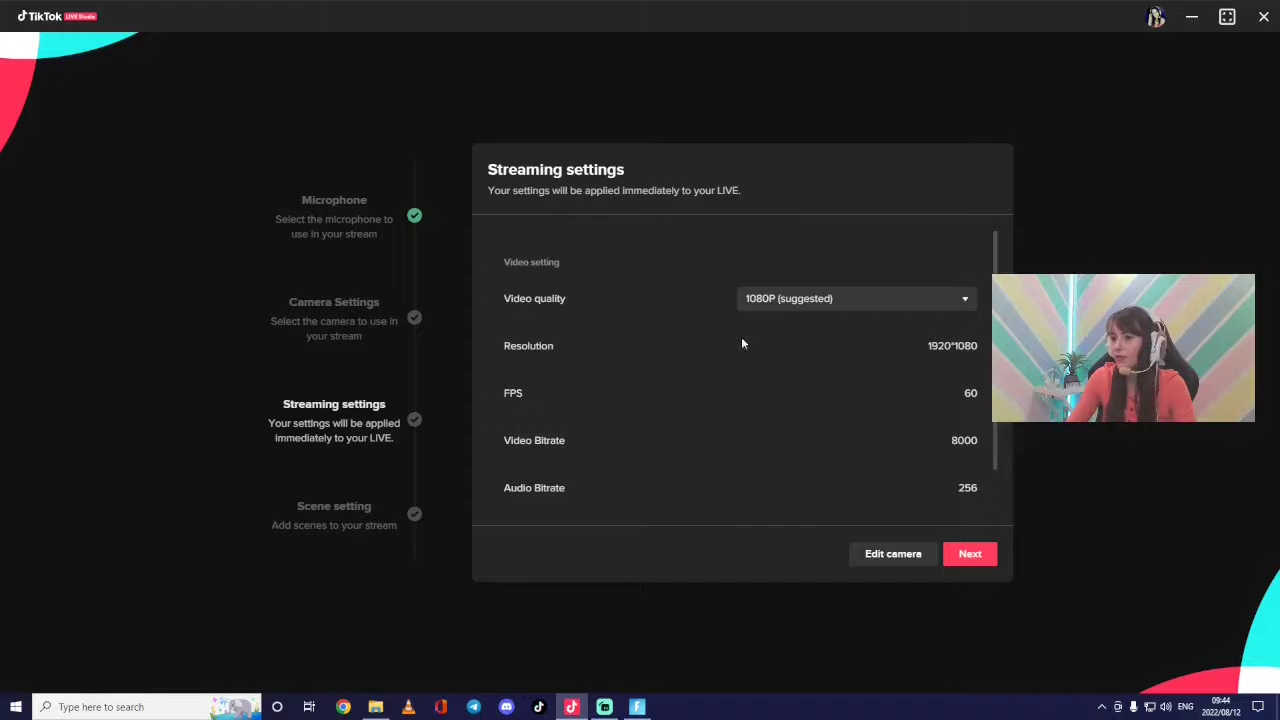 TikTok LIVE Studio
Streaming settings
Your settings will be applied immediately to your LIVE.
Microphone
Select the microphone to
use in your stream
Camera Settings
Select the camera to use in
your stream
Streaming settings
Your settings will be applied
immediately to your LIVE.
Scene setting
Add scenes to your stream
Video setting
Video quality 1080P (suggested)
Resolution 1920*1080
FPS 60
Video Bitrate 8000
Audio Bitrate 256
Edit camera Next
Type here to search
ENG
09:44
2022/08/12